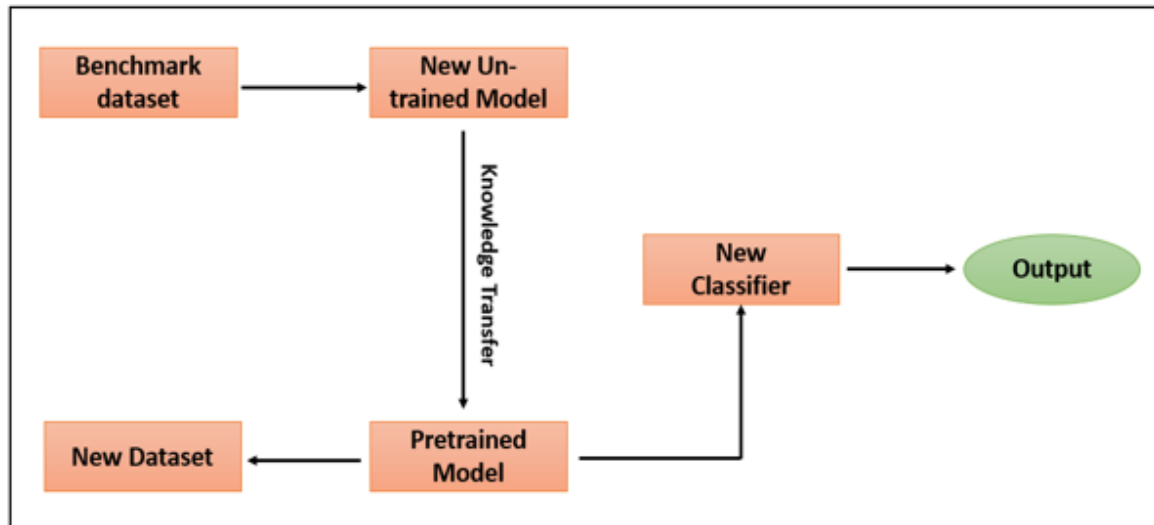 Benchmark
dataset
New Un-
trained Model
Knowledge Transfer
New
Classifier
Output
New Dataset
Pretrained
Model